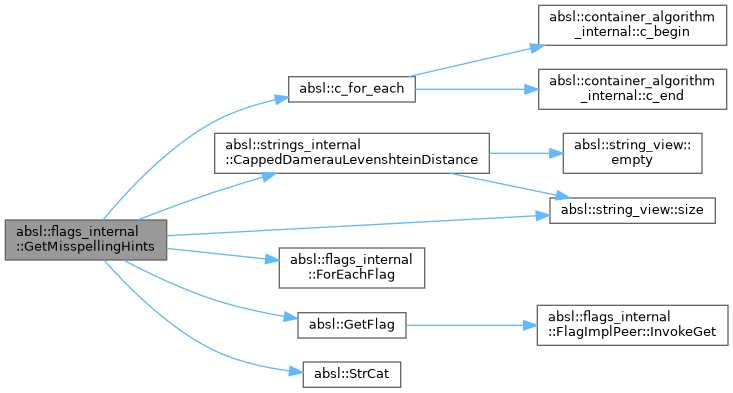 absl::flags_internal
::GetMisspellingHints
absl::c_for_each
absl::container_algorithm
_internal::c_begin
absl::container_algorithm
_internal::c_end
absl::strings_internal
::CappedDamerauLevenshteinDistance
absl::string_view::
empty
absl::string_view::size
absl::flags_internal
::ForEachFlag
absl::GetFlag
absl::flags_internal
::FlagImplPeer::InvokeGet
absl::StrCat